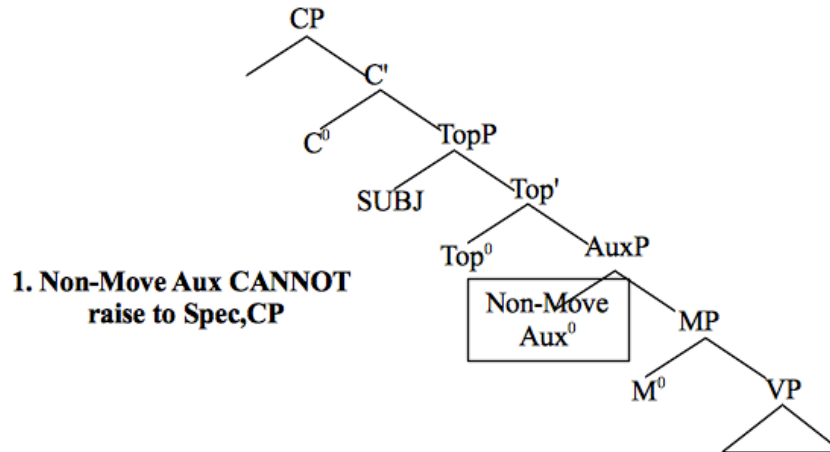 CP
C'
C⁰
TopP
SUBJ
Top'
Top⁰
AuxP
1. Non-Move Aux CANNOT
raise to Spec,CP
Non-Move
Aux⁰
MP
M⁰
VP